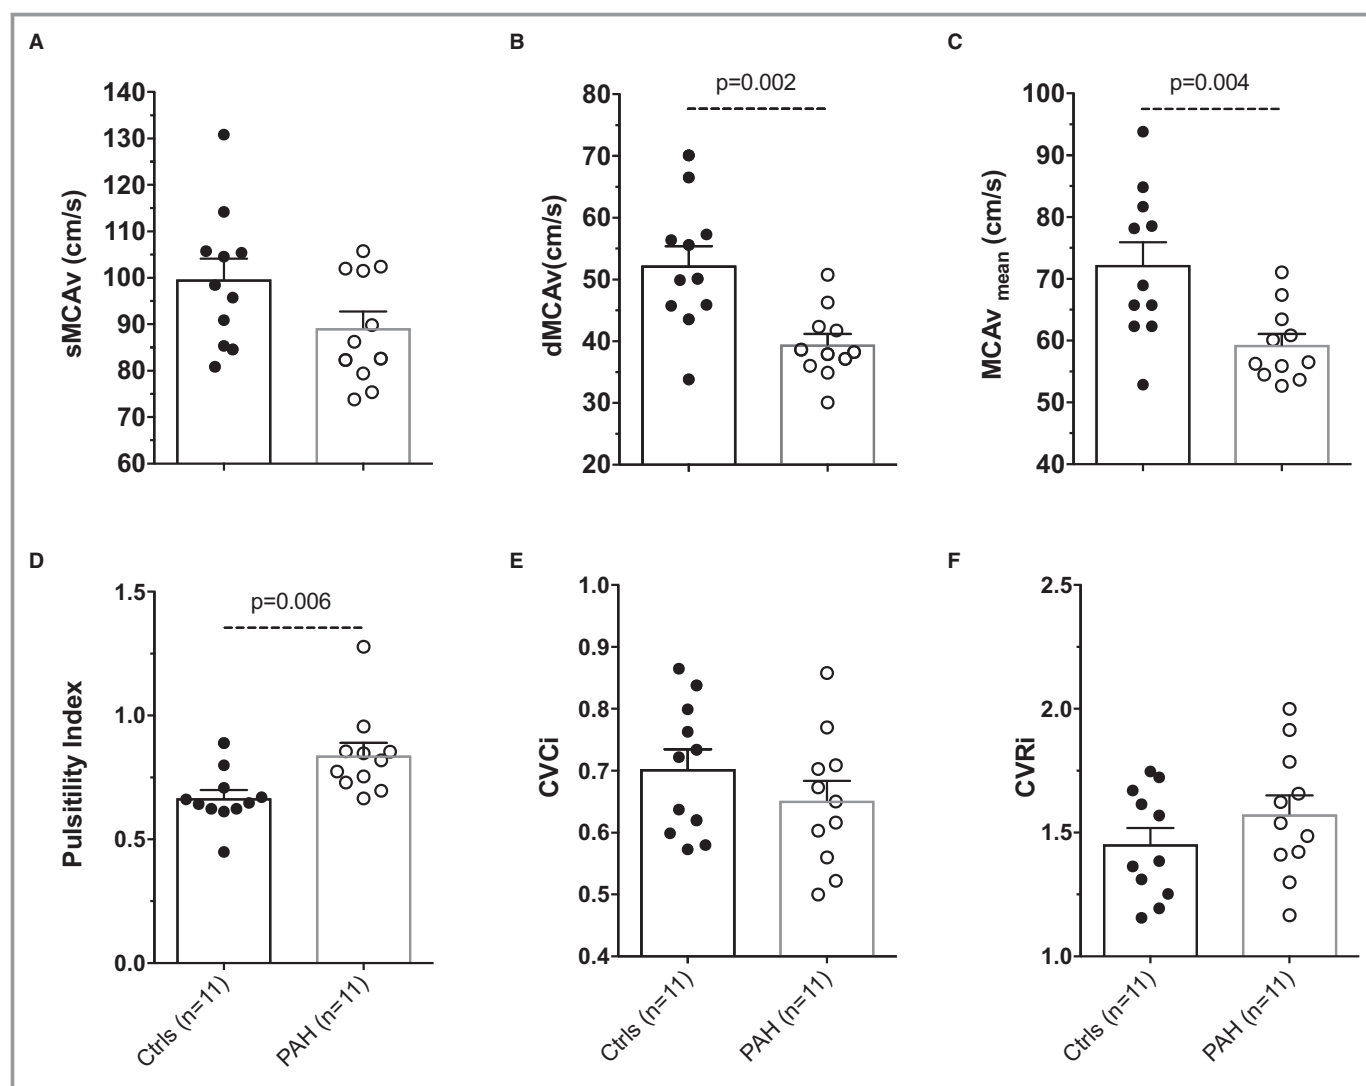 A
sMCAv (cm/s)
140
130
120
110
100
90
80
70
60
B
dMCAv(cm/s)
80
70
60
50
40
30
20
p=0.002
C
MCAv mean (cm/s)
100
90
80
70
60
50
40
p=0.004
D
Pulsitility Index
1.5
1.0
0.5
0.0
p=0.006
Ctrls (n=11)
PAH (n=11)
E
CVCi
1.0
0.9
0.8
0.7
0.6
0.5
0.4
Ctrls (n=11)
PAH (n=11)
F
CVRi
2.5
2.0
1.5
1.0
Ctrls (n=11)
PAH (n=11)